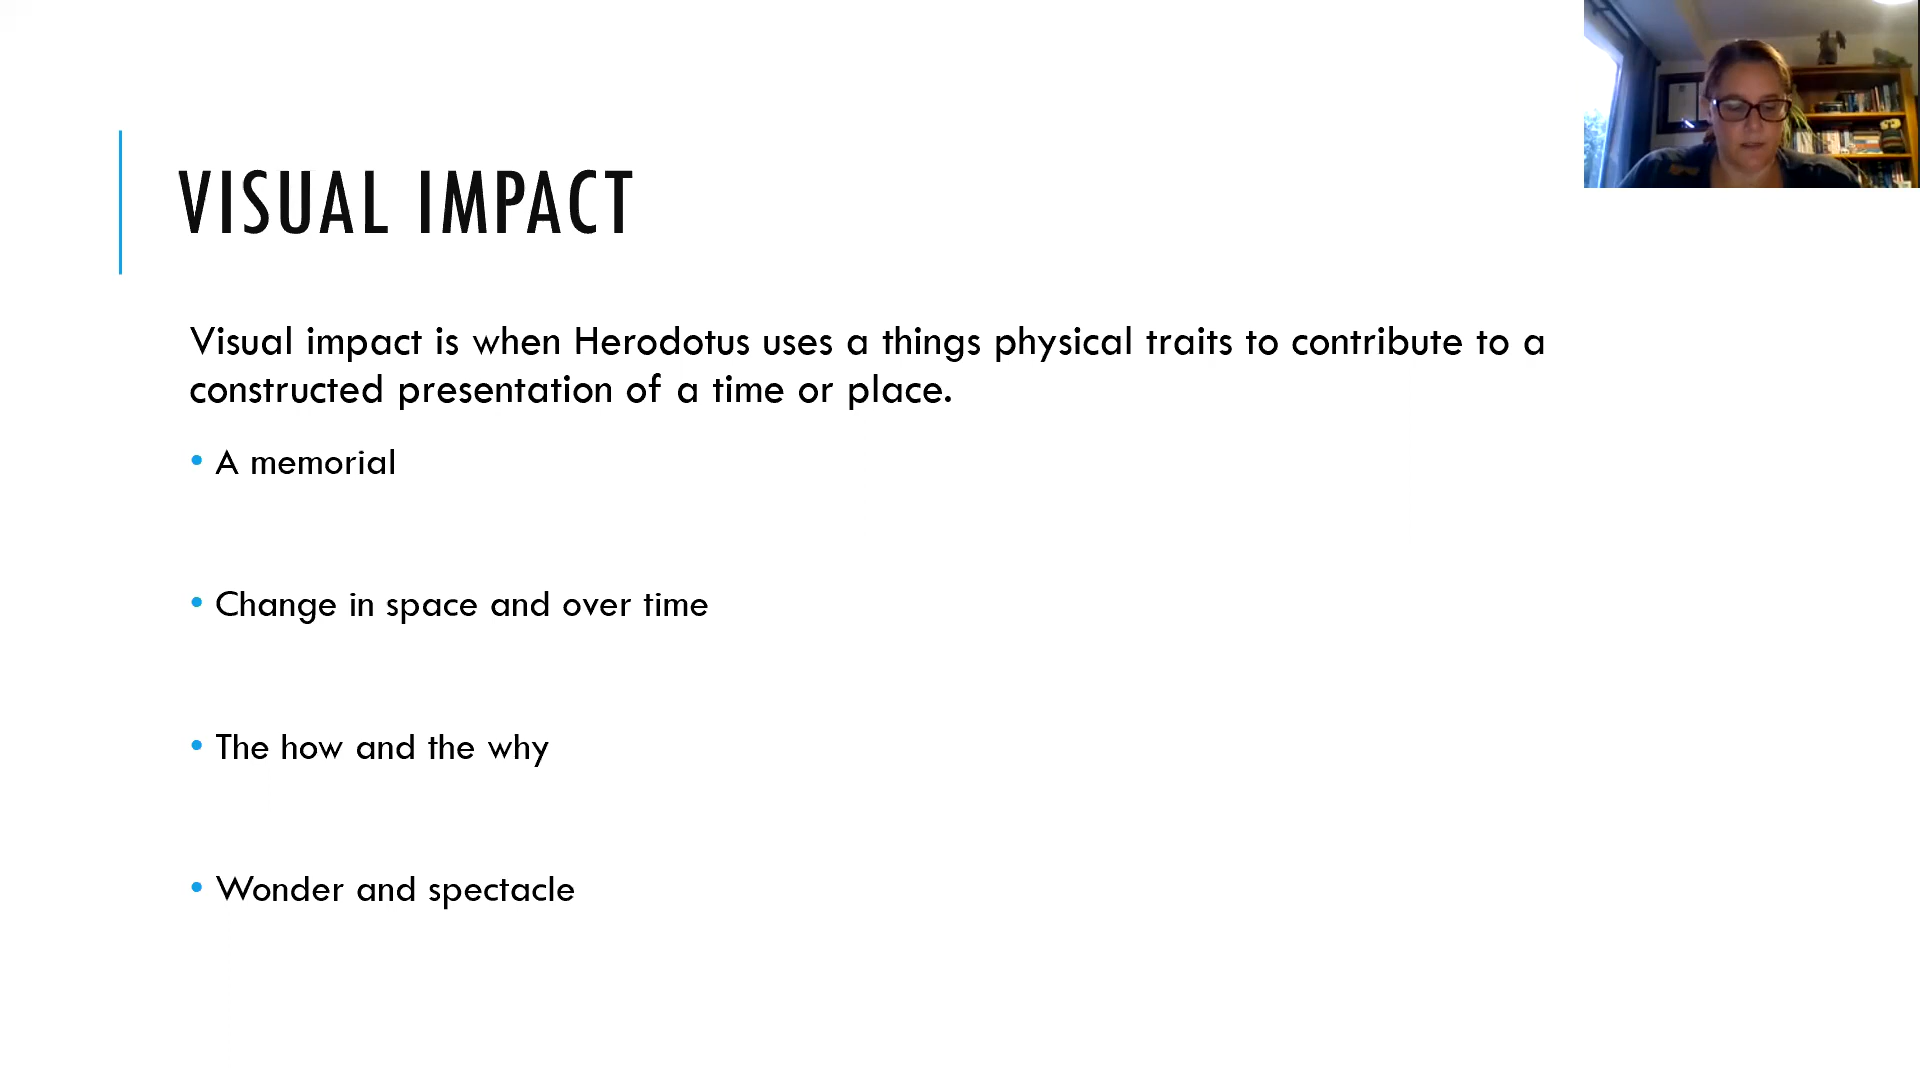 VISUAL IMPACT
Visual impact is when Herodotus uses a things physical traits to contribute to a
constructed presentation of a time or place.
• A memorial
• Change in space and over time
• The how and the why
• Wonder and spectacle